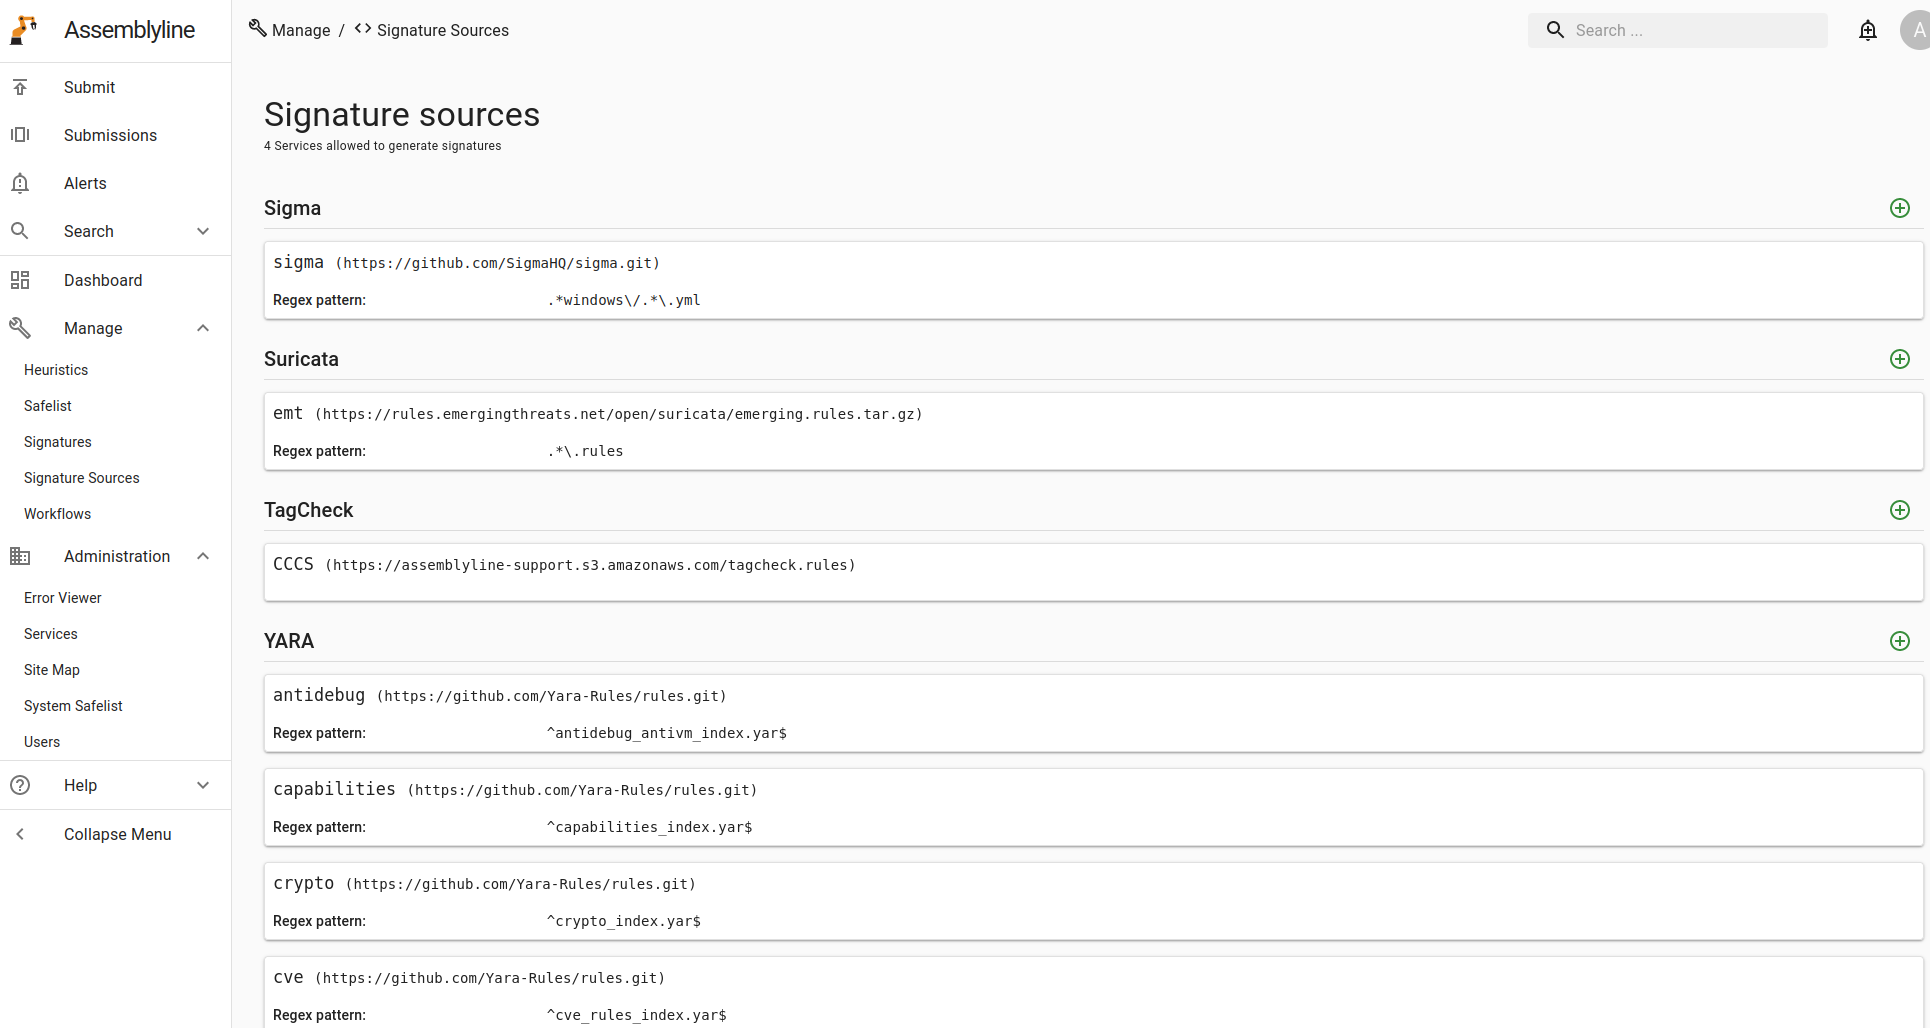 Assemblyline
Submit
Submissions
Alerts
Search
Dashboard
Manage
Heuristics
Safelist
Signatures
Signature Sources
Workflows
Administration
Error Viewer
Services
Site Map
System Safelist
Users
Help
Collapse Menu
Manage / <> Signature Sources
Search ...
A
Signature sources
4 Services allowed to generate signatures
Sigma
sigma (https://github.com/SigmaHQ/sigma.git)
Regex pattern: .*windows\/.*\.yml
Suricata
emt (https://rules.emergingthreats.net/open/suricata/emerging.rules.tar.gz)
Regex pattern: .*\.rules
TagCheck
CCCS (https://assemblyline-support.s3.amazonaws.com/tagcheck.rules)
YARA
antidebug (https://github.com/Yara-Rules/rules.git)
Regex pattern: ^antidebug_antivm_index.yar$
capabilities (https://github.com/Yara-Rules/rules.git)
Regex pattern: ^capabilities_index.yar$
crypto (https://github.com/Yara-Rules/rules.git)
Regex pattern: ^crypto_index.yar$
cve (https://github.com/Yara-Rules/rules.git)
Regex pattern: ^cve_rules_index.yar$